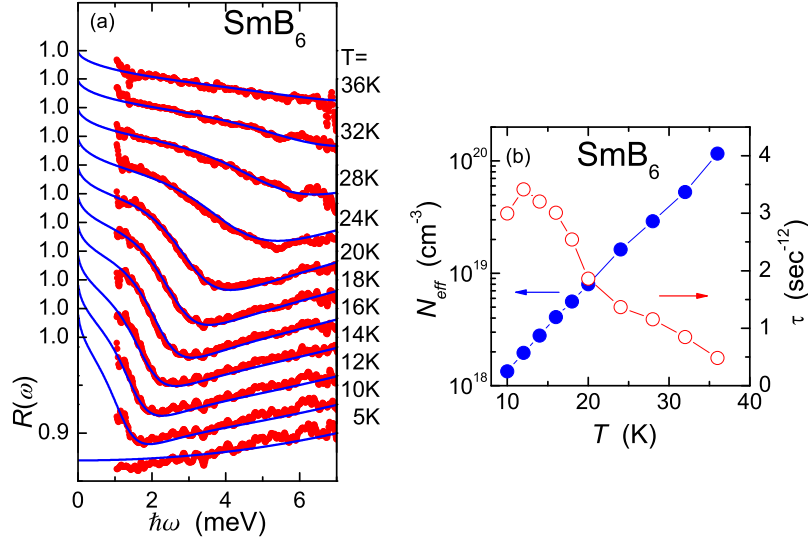 (a)
SmB6
T=
1.0
36K
1.0
1.0
32K
1.0
1.0
28K
1.0
24K
1.0
20K
1.0
18K
1.0
16K
1.0
14K
1.0
12K
10K
5K
0.9
R(ω)
0 2 4 6
ħω (meV)
(b)
SmB6
10^20
10^19
10^18
N_eff (cm^-3)
4
3
2
1
0
τ (sec^-12)
10 20 30 40
T (K)